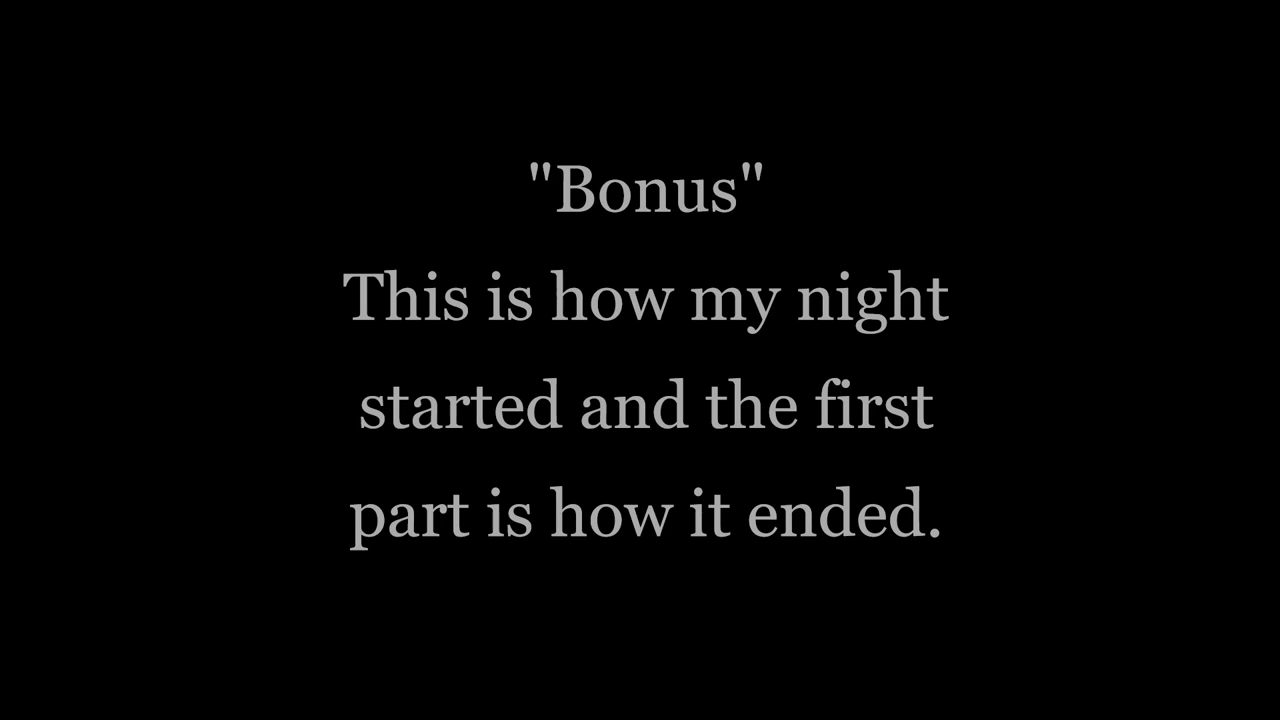 "Bonus"
This is how my night
started and the first
part is how it ended.